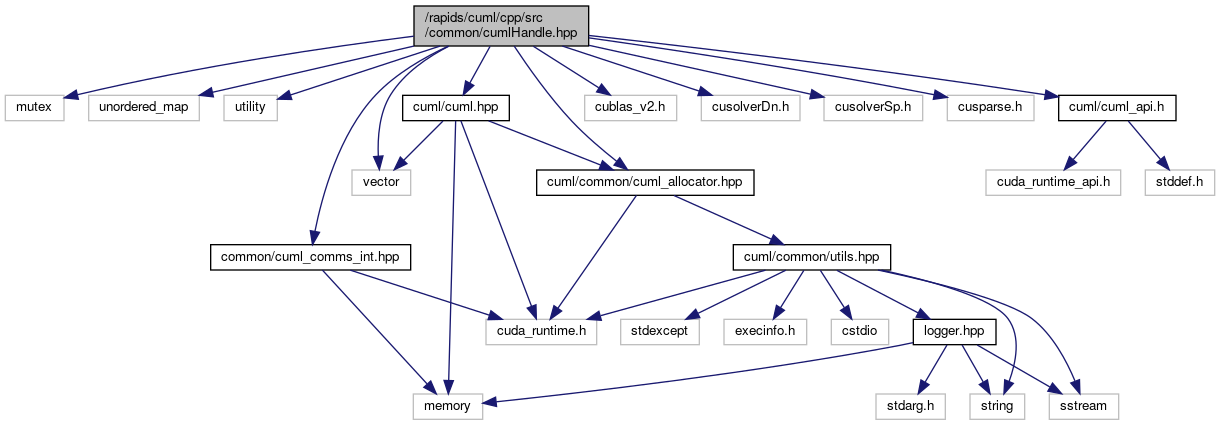 /rapids/cuml/cpp/src
/common/cumlHandle.hpp
mutex
unordered_map
utility
cuml/cuml.hpp
cublas_v2.h
cusolverDn.h
cusolverSp.h
cusparse.h
cuml/cuml_api.h
vector
cuml/common/cuml_allocator.hpp
cuda_runtime_api.h
stddef.h
common/cuml_comms_int.hpp
cuml/common/utils.hpp
cuda_runtime.h
stdexcept
execinfo.h
cstdio
logger.hpp
memory
stdarg.h
string
sstream